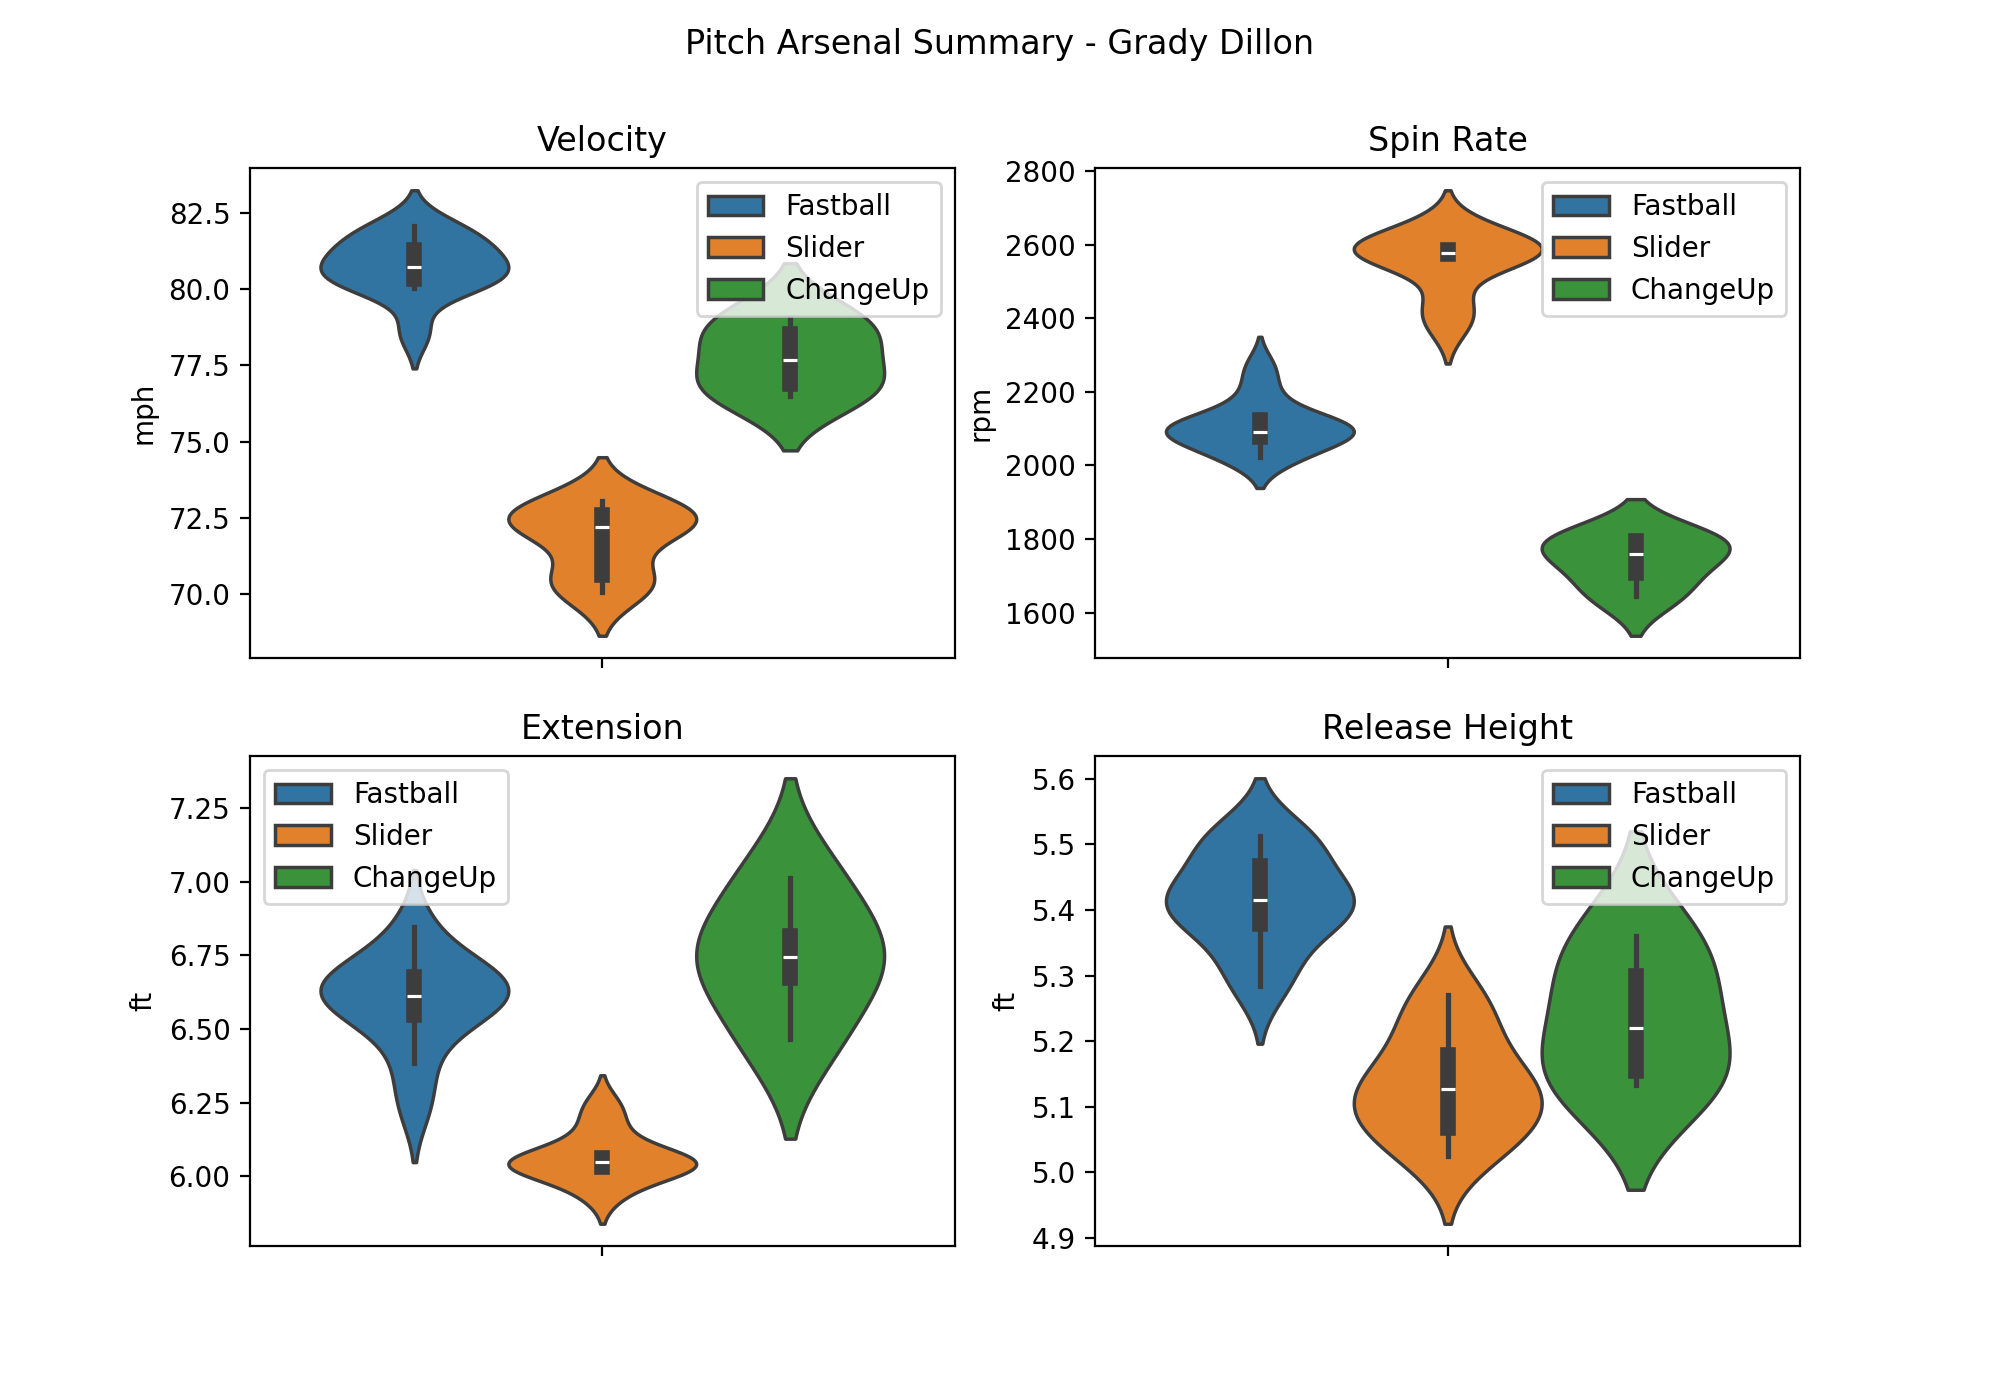 Pitch Arsenal Summary - Grady Dillon
Velocity
mph
82.5
80.0
77.5
75.0
72.5
70.0
Fastball
Slider
ChangeUp
Spin Rate
rpm
2800
2600
2400
2200
2000
1800
1600
Fastball
Slider
ChangeUp
Extension
ft
7.25
7.00
6.75
6.50
6.25
6.00
Fastball
Slider
ChangeUp
Release Height
ft
5.6
5.5
5.4
5.3
5.2
5.1
5.0
4.9
Fastball
Slider
ChangeUp